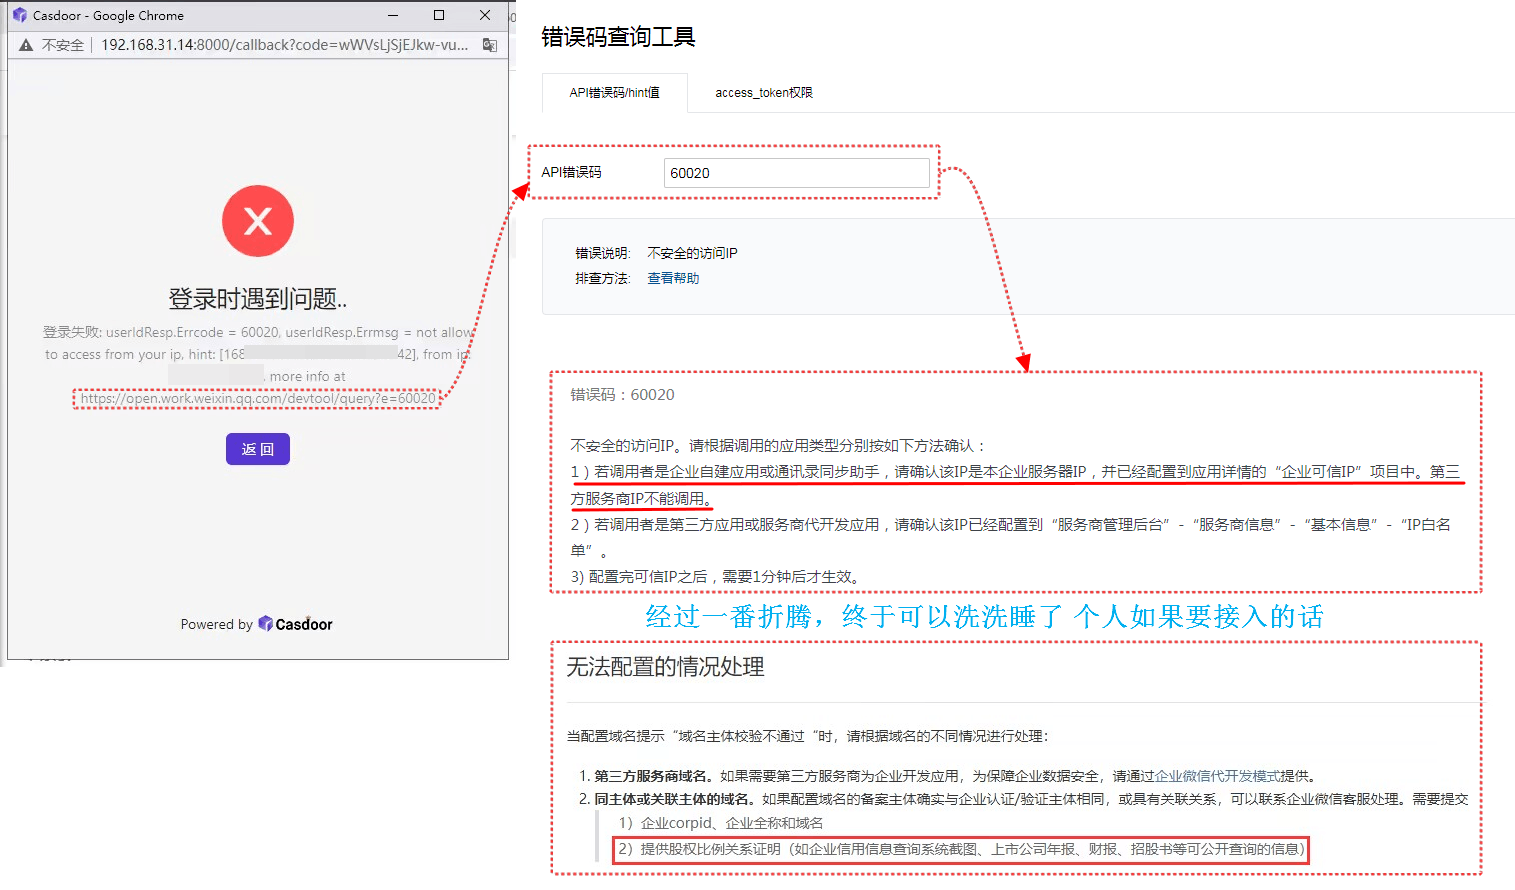 Casdoor - Google Chrome
不安全 192.168.31.14:8000/callback?code=wWVsLjSjEJkw-vu...
登录时遇到问题..
登录失败: userIdResp.Errcode = 60020, userIdResp.Errmsg = not allow
to access from your ip, hint: [168 42], from ip:
, more info at
https://open.work.weixin.qq.com/devtool/query?e=60020
返 回
Powered by Casdoor
错误码查询工具
API错误码/hint值
access_token权限
API错误码
60020
错误说明: 不安全的访问IP
排查方法: 查看帮助
错误码：60020
不安全的访问IP。请根据调用的应用类型分别按如下方法确认：
1）若调用者是企业自建应用或通讯录同步助手，请确认该IP是本企业服务器IP，并已经配置到应用详情的“企业可信IP”项目中。第三
方服务商IP不能调用。
2）若调用者是第三方应用或服务商代开发应用，请确认该IP已经配置到“服务商管理后台”-“服务商信息”-“基本信息”-“IP白名
单”。
3) 配置完可信IP之后，需要1分钟后才生效。
经过一番折腾，终于可以洗洗睡了 个人如果要接入的话
无法配置的情况处理
当配置域名提示“域名主体校验不通过“时，请根据域名的不同情况进行处理：
1. 第三方服务商域名。如果需要第三方服务商为企业开发应用，为保障企业数据安全，请通过企业微信代开发模式提供。
2. 同主体或关联主体的域名。如果配置域名的备案主体确实与企业认证/验证主体相同，或具有关联关系，可以联系企业微信客服处理。需要提交
1）企业corpid、企业全称和域名
2）提供股权比例关系证明（如企业信用信息查询系统截图、上市公司年报、财报、招股书等可公开查询的信息）